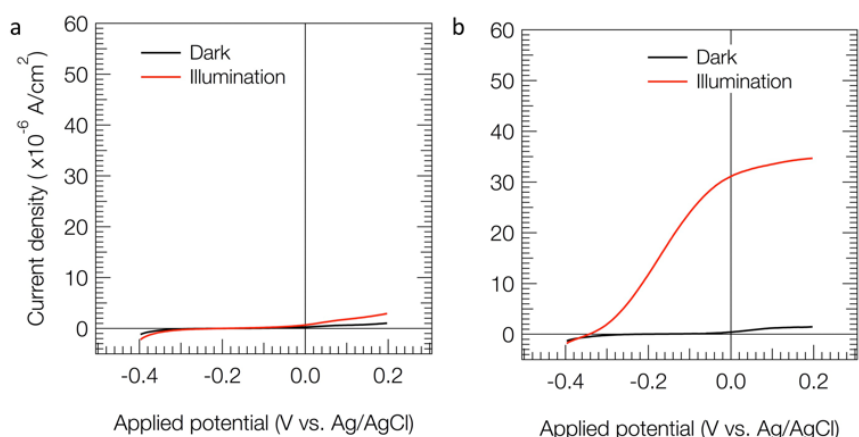 a
60
50
40
30
20
10
0
Current density ( x10⁻⁶ A/cm²)
Dark
Illumination
-0.4 -0.2 0.0 0.2
Applied potential (V vs. Ag/AgCl)
b
60
50
40
30
20
10
0
Dark
Illumination
-0.4 -0.2 0.0 0.2
Applied potential (V vs. Ag/AgCl)